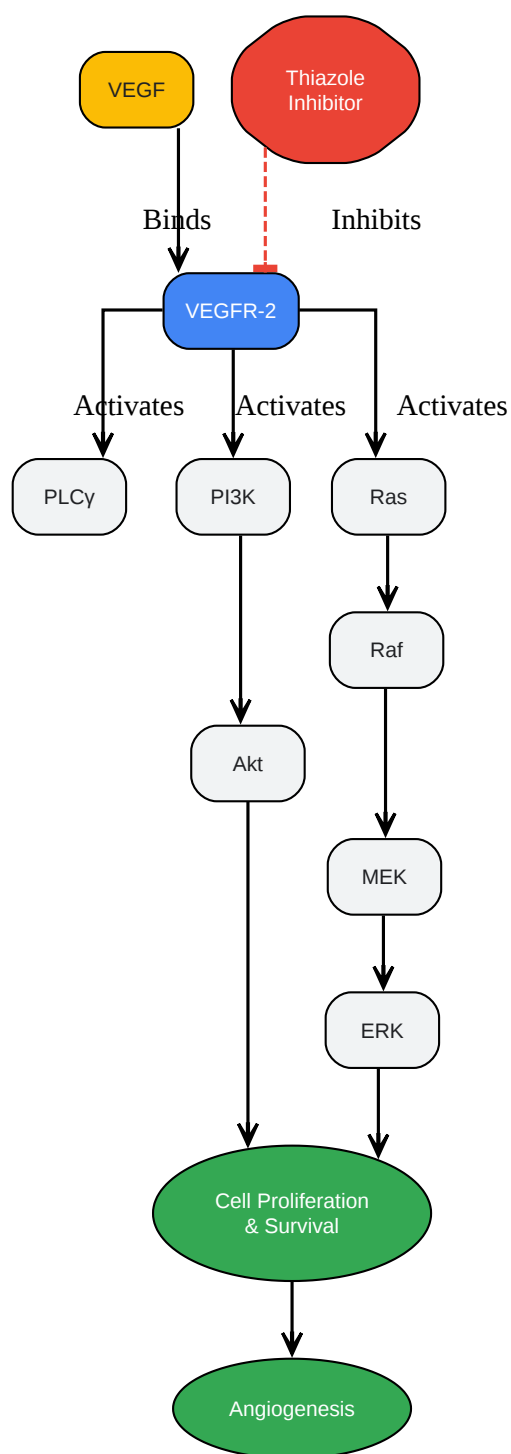 VEGF
Thiazole
Inhibitor
Binds
Inhibits
VEGFR-2
Activates
Activates
Activates
PLCγ
PI3K
Ras
Raf
Akt
MEK
ERK
Cell Proliferation
& Survival
Angiogenesis